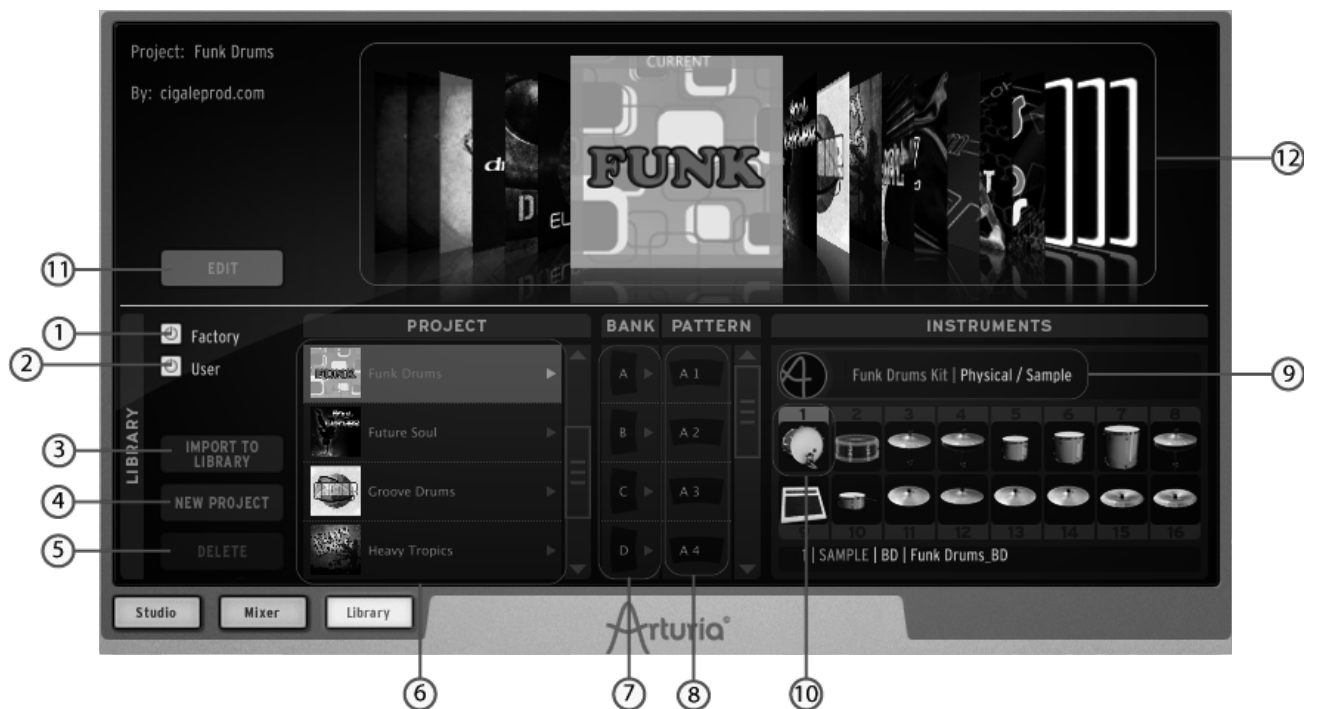 Project: Funk Drums
By: cigaleprod.com
CURRENT
FUNK
12
11
EDIT
1
Factory
2
User
LIBRARY
3
IMPORT TO
LIBRARY
4
NEW PROJECT
5
DELETE
PROJECT
Funk Drums
Future Soul
Groove Drums
Heavy Tropics
BANK
A
B
C
D
PATTERN
A 1
A 2
A 3
A 4
INSTRUMENTS
Funk Drums Kit | Physical / Sample
9
1 2 3 4 5 6 7 8
9 10 11 12 13 14 15 16
1 | SAMPLE | BD | Funk Drums_BD
Studio
Mixer
Library
Arturia©
6
7
8
10